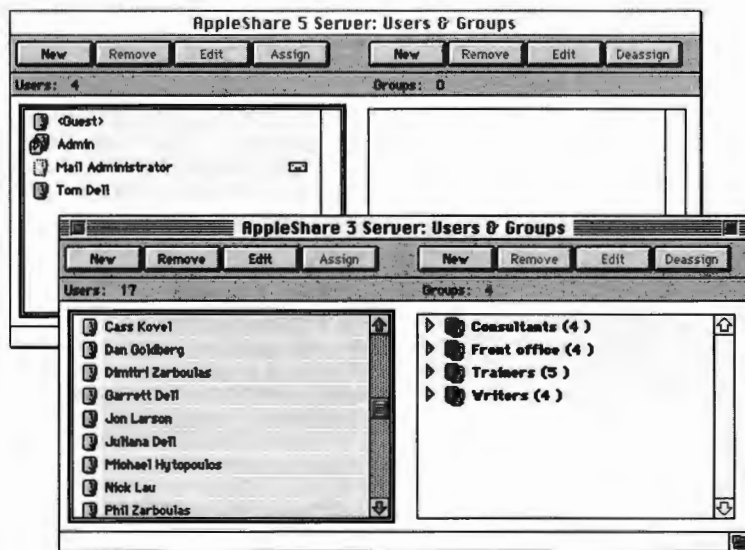 AppleShare 5 Server: Users & Groups
New Remove Edit Assign New Remove Edit Deassign
Users: 4 Groups: 0
<Guest>
Admin
Mail Administrator
Tom Dell
AppleShare 3 Server: Users & Groups
New Remove Edit Assign New Remove Edit Deassign
Users: 17 Groups: 4
Cass Kovel
Dan Goldberg
Dimitri Zarboulas
Garrett Dell
Jon Larson
Juliana Dell
Michael Hytopoulos
Nick Lau
Phil Zarboulas
Consultants (4 )
Front office (4 )
Trainers (5 )
Writers (4 )